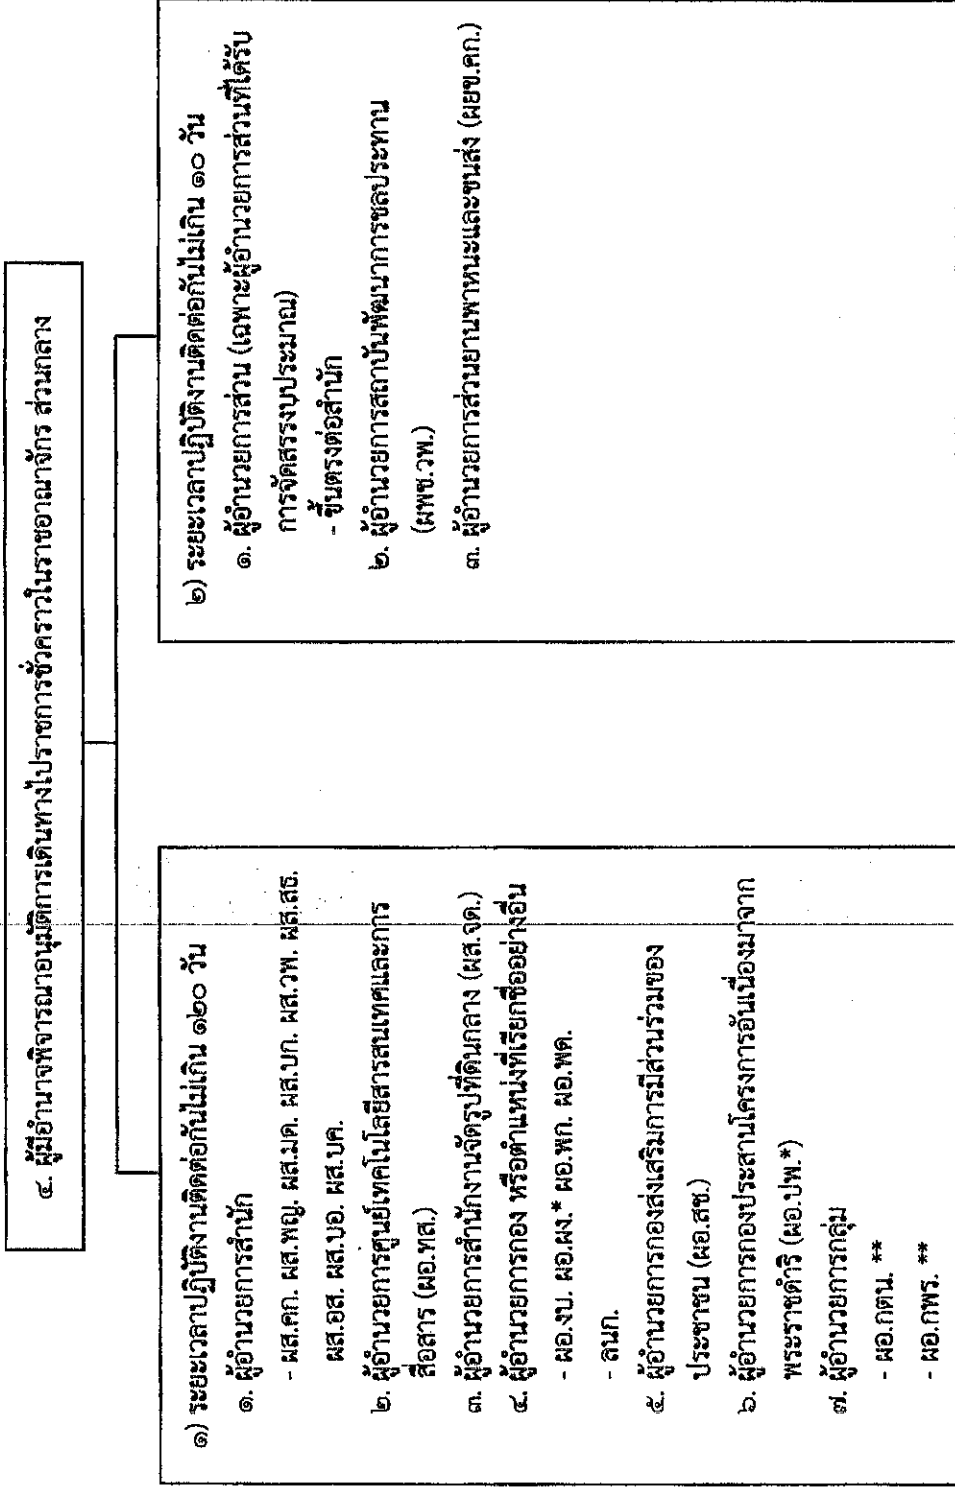 ๔. ผู้มีอำนาจพิจารณาอนุมัติการเดินทางไปราชการชั่วคราวในราชอาณาจักร ส่วนกลาง
๑) ระยะเวลาปฏิบัติงานติดต่อกันไม่เกิน ๑๒๐ วัน
๑. ผู้อำนวยการสำนัก
- ผส.คก. ผส.พญ. ผส.มด. ผส.บก. ผส.วพ. ผส.สธ.
ผส.อส. ผส.บอ. ผส.บค.
๒. ผู้อำนวยการศูนย์เทคโนโลยีสารสนเทศและการ
สื่อสาร (ผอ.ทส.)
๓. ผู้อำนวยการสำนักงานจัดรูปที่ดินกลาง (ผส.จด.)
๔. ผู้อำนวยการกอง หรือตำแหน่งที่เรียกชื่ออย่างอื่น
- ผอ.งบ. ผอ.ผง.* ผอ.พก. ผอ.พด.
- ลนก.
๕. ผู้อำนวยการกองส่งเสริมการมีส่วนร่วมของ
ประชาชน (ผอ.สช.)
๖. ผู้อำนวยการกองประสานโครงการอันเนื่องมาจาก
พระราชดำริ (ผอ.ปพ.*)
๗. ผู้อำนวยการกลุ่ม
- ผอ.กตน. **
- ผอ.กพร. **
๒) ระยะเวลาปฏิบัติงานติดต่อกันไม่เกิน ๑๐ วัน
๑. ผู้อำนวยการส่วน (เฉพาะผู้อำนวยการส่วนที่ได้รับ
การจัดสรรงบประมาณ)
- ขึ้นตรงต่อสำนัก
๒. ผู้อำนวยการสถาบันพัฒนาการชลประทาน
(ผพช.วพ.)
๓. ผู้อำนวยการส่วนยานพาหนะและขนส่ง (ผยข.คก.)